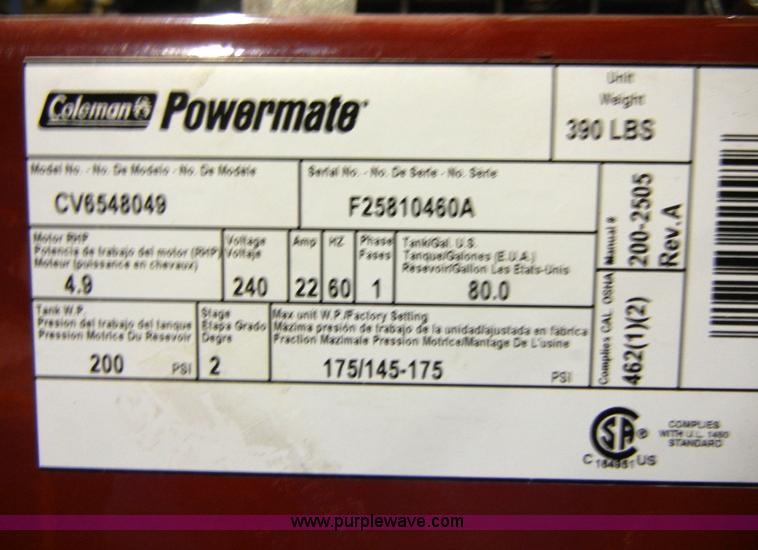 Coleman Powermate
Unit
Weight
390 LBS
Model No. - No. De Modelo - No. De Modèle
CV6548049
Serial No. - No. De Serie - No. Série
F25810460A
Manual #
200-2505
Rev.A
Motor RHP
Potencia de trabajo del motor (RHP)
Moteur (puissance en chevaux)
4.9
Voltage
Voltaje
240
Amp
22
HZ
60
Phase
Fases
1
Tank/Gal. U.S.
Tanque/Galones (E.U.A.)
Resevoir/Gallon Les Etats-Unis
80.0
Complies CAL OSHA
462(1)(2)
Tank W.P.
Presion del trabajo del tanque
Pression Motrice Du Resevoir
200 PSI
Stage
Etapa Grado
Degre
2
Max unit W.P./Factory Setting
Máxima presión de trabajo de la unidad/ajustada en fábrica
Praction Maximale Pression Motrice/Mantage De L'usine
175/145-175 PSI
CSA
C 164981 US
COMPLIES
WITH U.L. 1450
STANDARD
www.purplewave.com